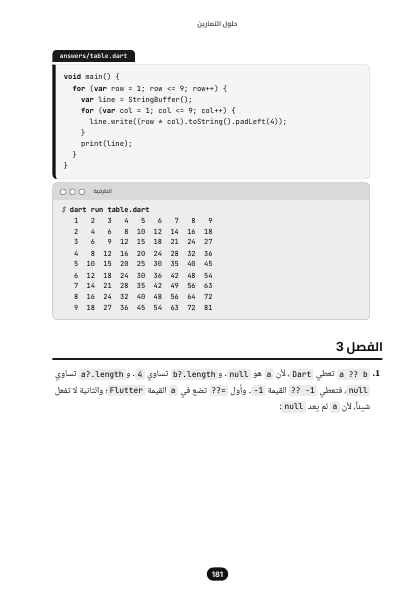 حلول التمارين
answers/table.dart
void main() {
  for (var row = 1; row <= 9; row++) {
    var line = StringBuffer();
    for (var col = 1; col <= 9; col++) {
      line.write((row * col).toString().padLeft(4));
    }
    print(line);
  }
}
الطرفية
$ dart run table.dart
   1   2   3   4   5   6   7   8   9
   2   4   6   8  10  12  14  16  18
   3   6   9  12  15  18  21  24  27
   4   8  12  16  20  24  28  32  36
   5  10  15  20  25  30  35  40  45
   6  12  18  24  30  36  42  48  54
   7  14  21  28  35  42  49  56  63
   8  16  24  32  40  48  56  64  72
   9  18  27  36  45  54  63  72  81
الفصل 3
1. a ?? b تعطي Dart، لأن a هو null. و b?.length تساوي 4. و a?.length تساوي
null، فتعطي ?? -1 القيمة -1. وأول ??= تضع في a القيمة Flutter؛ والثانية لا تفعل
شيئاً، لأن a لم يعد null:
181